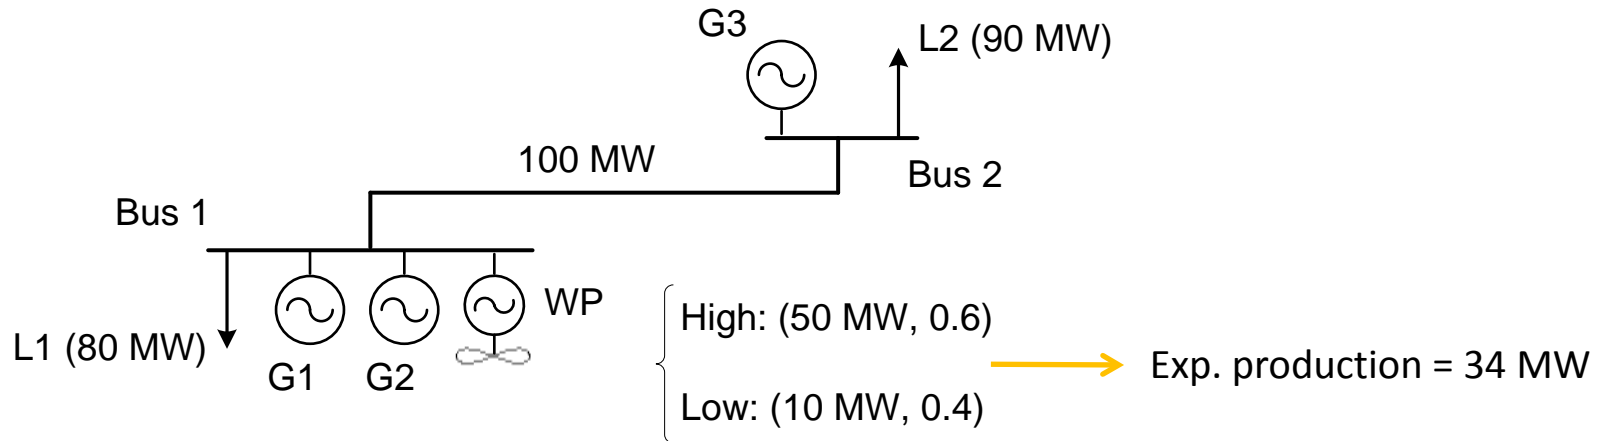 G3
L2 (90 MW)
100 MW
Bus 2
Bus 1
WP
L1 (80 MW)
G1
G2
High: (50 MW, 0.6)
Low: (10 MW, 0.4)
Exp. production = 34 MW